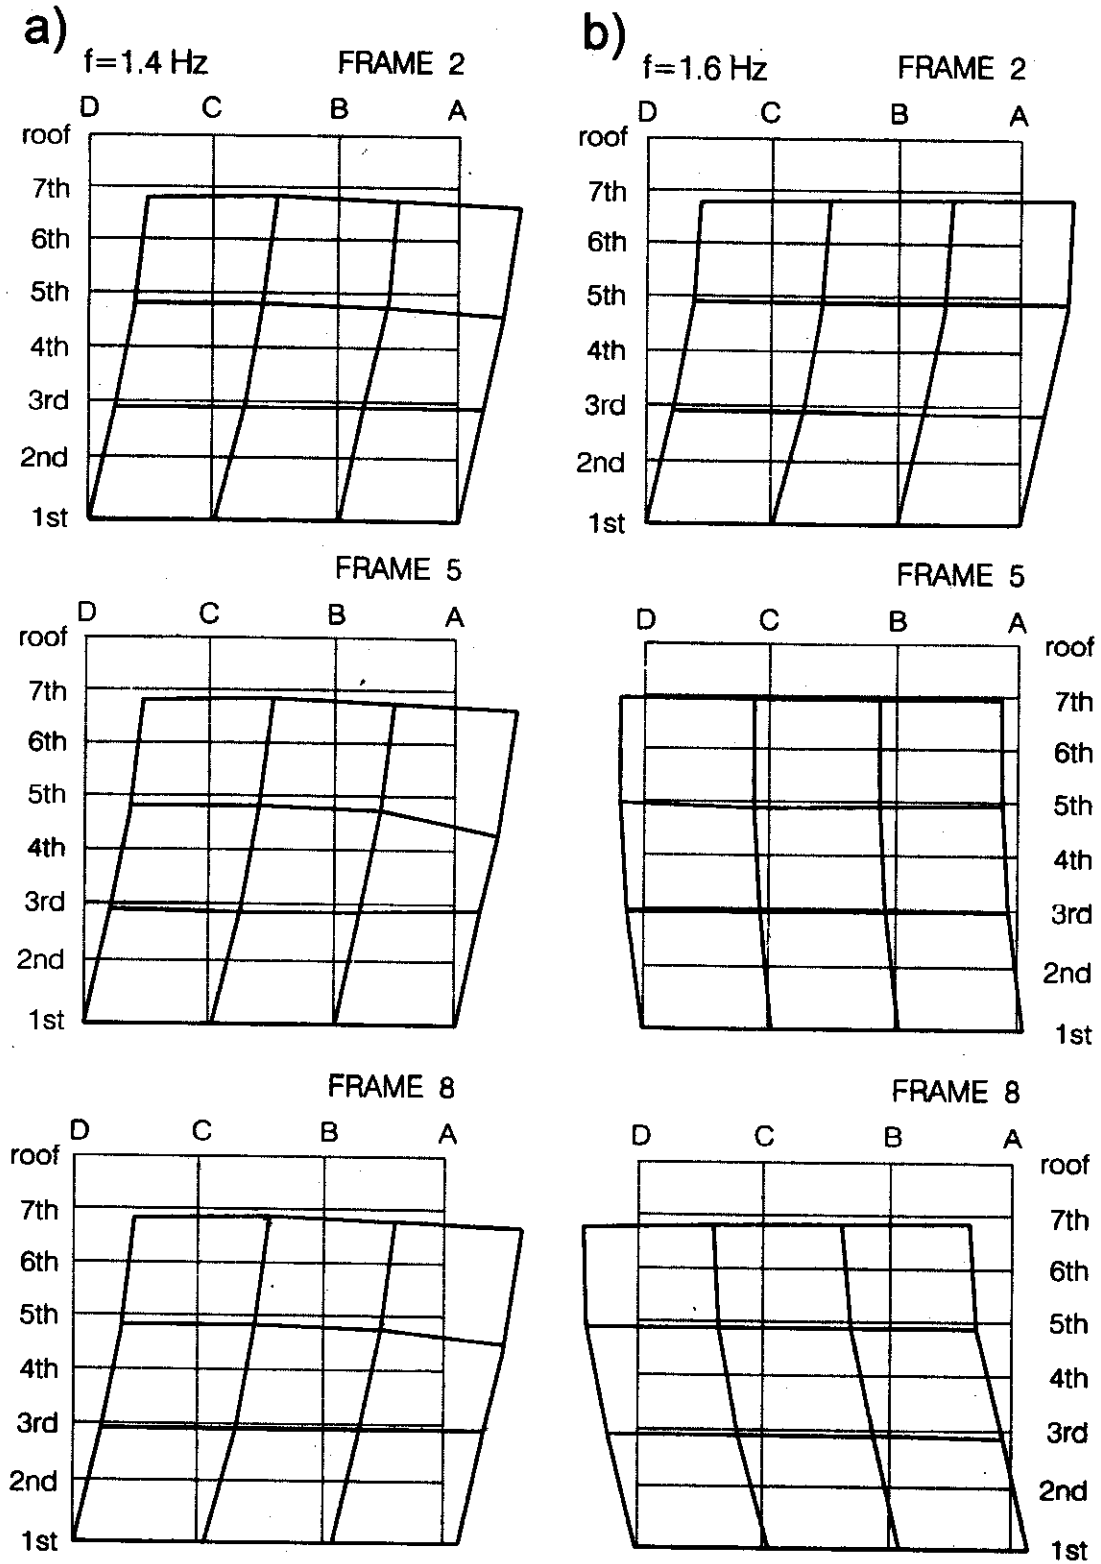 a)
f=1.4 Hz FRAME 2
D C B A
roof
7th
6th
5th
4th
3rd
2nd
1st
FRAME 5
D C B A
roof
7th
6th
5th
4th
3rd
2nd
1st
FRAME 8
D C B A
roof
7th
6th
5th
4th
3rd
2nd
1st
b)
f=1.6 Hz FRAME 2
D C B A
roof
7th
6th
5th
4th
3rd
2nd
1st
FRAME 5
D C B A
roof
7th
6th
5th
4th
3rd
2nd
1st
FRAME 8
D C B A
roof
7th
6th
5th
4th
3rd
2nd
1st